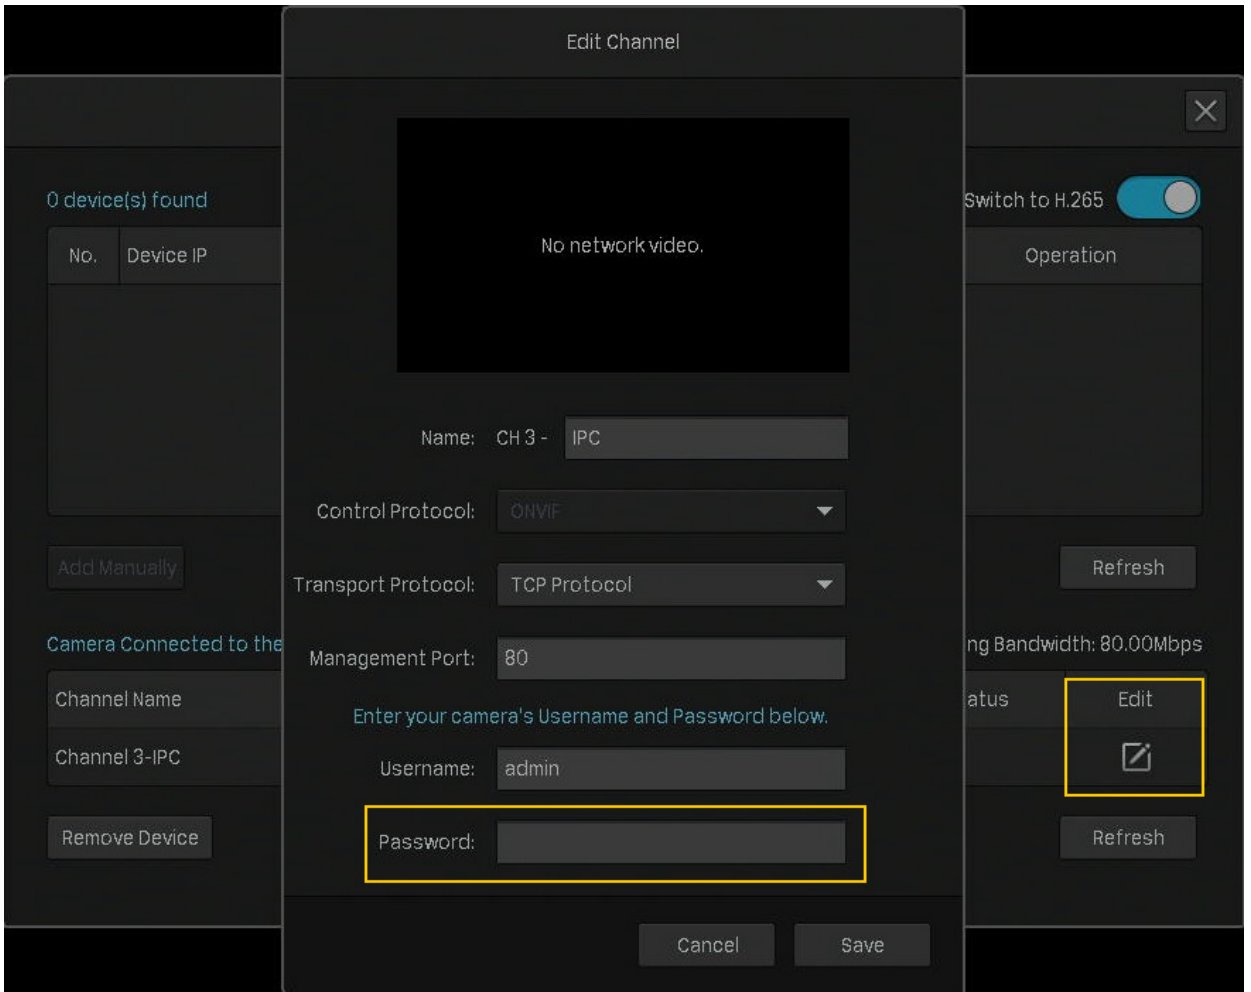 Edit Channel
0 device(s) found
Switch to H.265
No. Device IP Operation
No network video.
Name: CH 3 - IPC
Control Protocol: ONVIF
Add Manually Refresh
Transport Protocol: TCP Protocol
Camera Connected to the ng Bandwidth: 80.00Mbps
Management Port: 80
Channel Name atus Edit
Enter your camera's Username and Password below.
Channel 3-IPC
Username: admin
Remove Device Refresh
Password:
Cancel Save